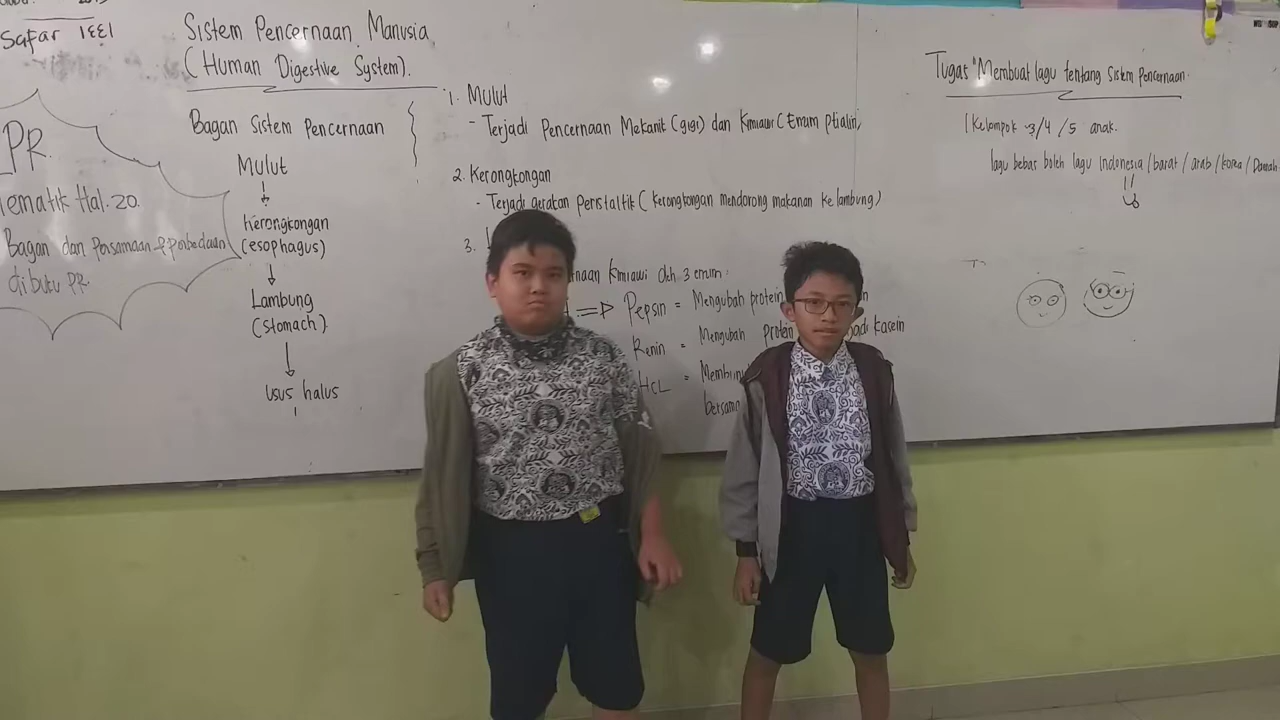 Safar 1441
PR.
Tematik Hal. 20.
Bagan dan Persamaan & perbedaan
dibuku PR
Sistem Pencernaan Manusia
(Human Digestive System).
Bagan Sistem Pencernaan
Mulut
Kerongkongan
(esophagus)
Lambung
(stomach)
Usus halus
1. Mulut
- Terjadi Pencernaan Mekanik (gigi) dan Kimiawi (Enzim Ptialin)
2. Kerongkongan
- Terjadi gerakan Peristaltik (Kerongkongan mendorong makanan ke lambung)
3.
Kimiawi oleh 3 enzim:
Pepsin = Mengubah protein
Renin = Mengubah protein kasein
HCL =
Tugas "Membuat lagu tentang Sistem Pencernaan.
1 Kelompok 3/4/5 anak.
lagu bebas boleh lagu Indonesia/barat/arab/korea/Daerah